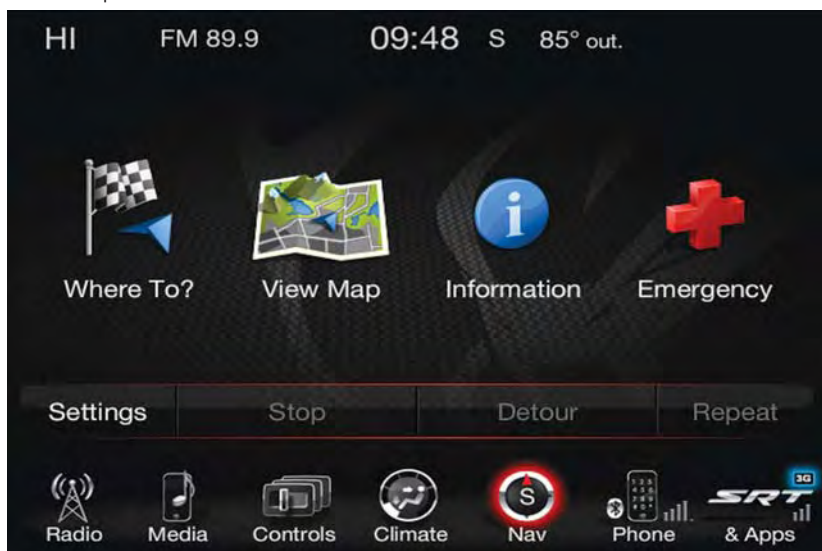 HI FM 89.9 09:48 S 85° out.
Where To? View Map Information Emergency
Settings Stop Detour Repeat
S
3G
SRT
Radio Media Controls Climate Nav Phone & Apps